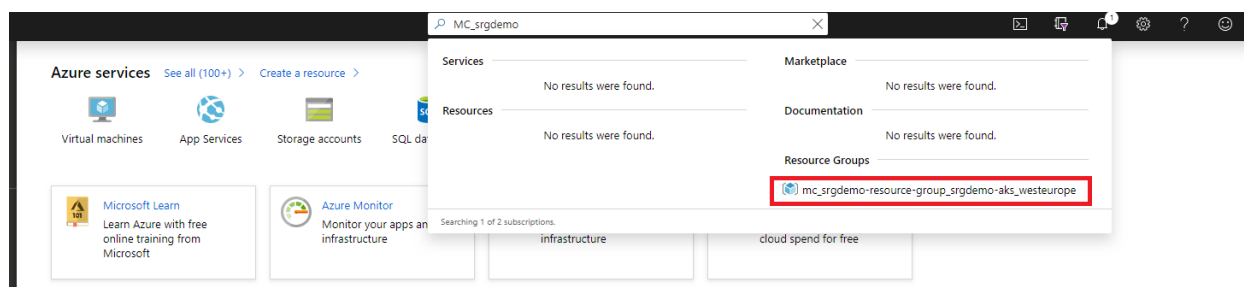 MC_srgdemo
1
Azure services See all (100+) > Create a resource >
Virtual machines
App Services
Storage accounts
SQL da
Services
No results were found.
Resources
No results were found.
Marketplace
No results were found.
Documentation
No results were found.
Resource Groups
mc_srgdemo-resource-group_srgdemo-aks_westeurope
Searching 1 of 2 subscriptions.
101
Microsoft Learn
Learn Azure with free
online training from
Microsoft
Azure Monitor
Monitor your apps an
infrastructure
infrastructure
cloud spend for free